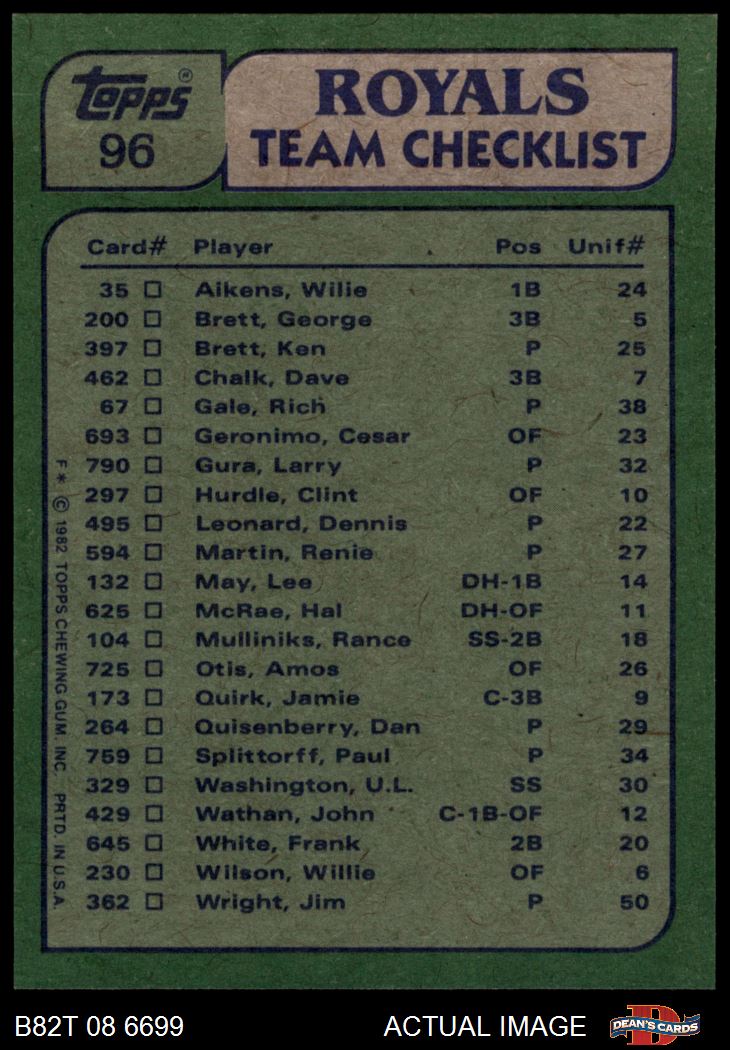 Topps®
96
ROYALS
TEAM CHECKLIST
Card# Player Pos Unif#
35 Aikens, Willie 1B 24
200 Brett, George 3B 5
397 Brett, Ken P 25
462 Chalk, Dave 3B 7
67 Gale, Rich P 38
693 Geronimo, Cesar OF 23
790 Gura, Larry P 32
297 Hurdle, Clint OF 10
495 Leonard, Dennis P 22
594 Martin, Renie P 27
132 May, Lee DH-1B 14
625 McRae, Hal DH-OF 11
104 Mulliniks, Rance SS-2B 18
725 Otis, Amos OF 26
173 Quirk, Jamie C-3B 9
264 Quisenberry, Dan P 29
759 Splittorff, Paul P 34
329 Washington, U.L. SS 30
429 Wathan, John C-1B-OF 12
645 White, Frank 2B 20
230 Wilson, Willie OF 6
362 Wright, Jim P 50
F* © 1982 TOPPS CHEWING GUM, INC. PRTD. IN U.S.A.
B82T 08 6699
ACTUAL IMAGE
D
DEAN'S CARDS